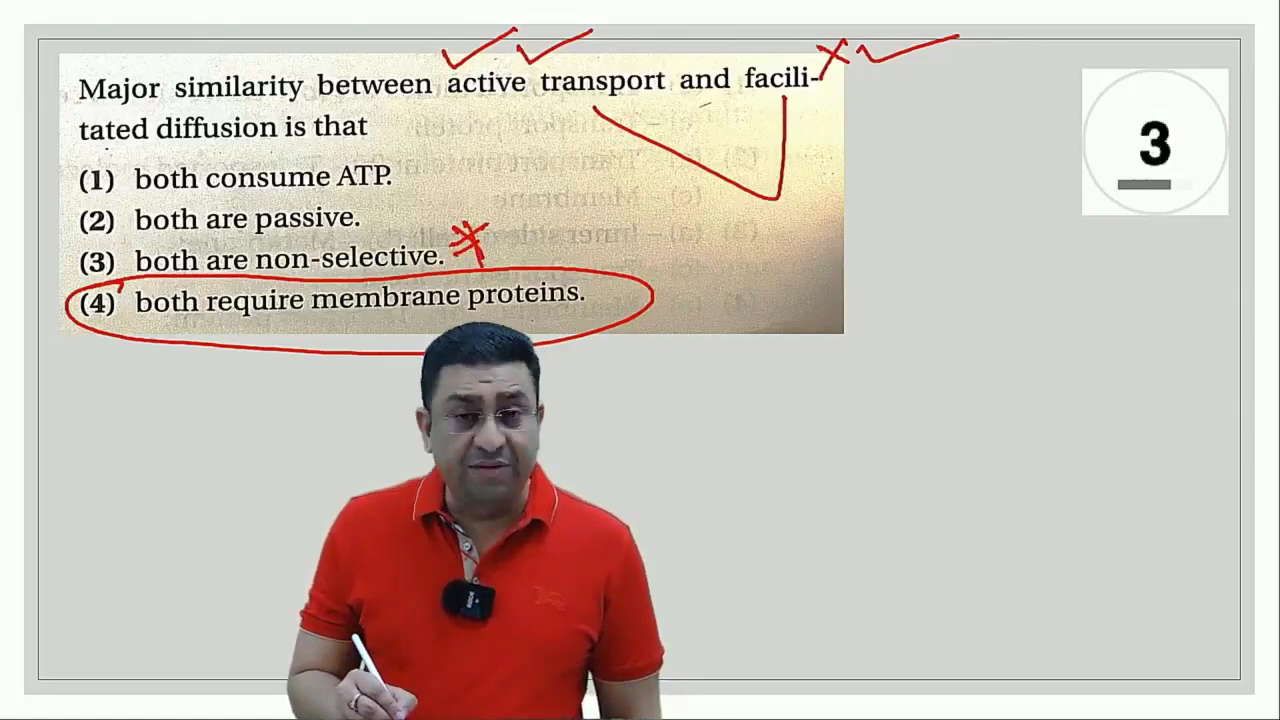 Major similarity between active transport and facili-
tated diffusion is that
(1) both consume ATP.
(2) both are passive.
(3) both are non-selective.
(4) both require membrane proteins.
3